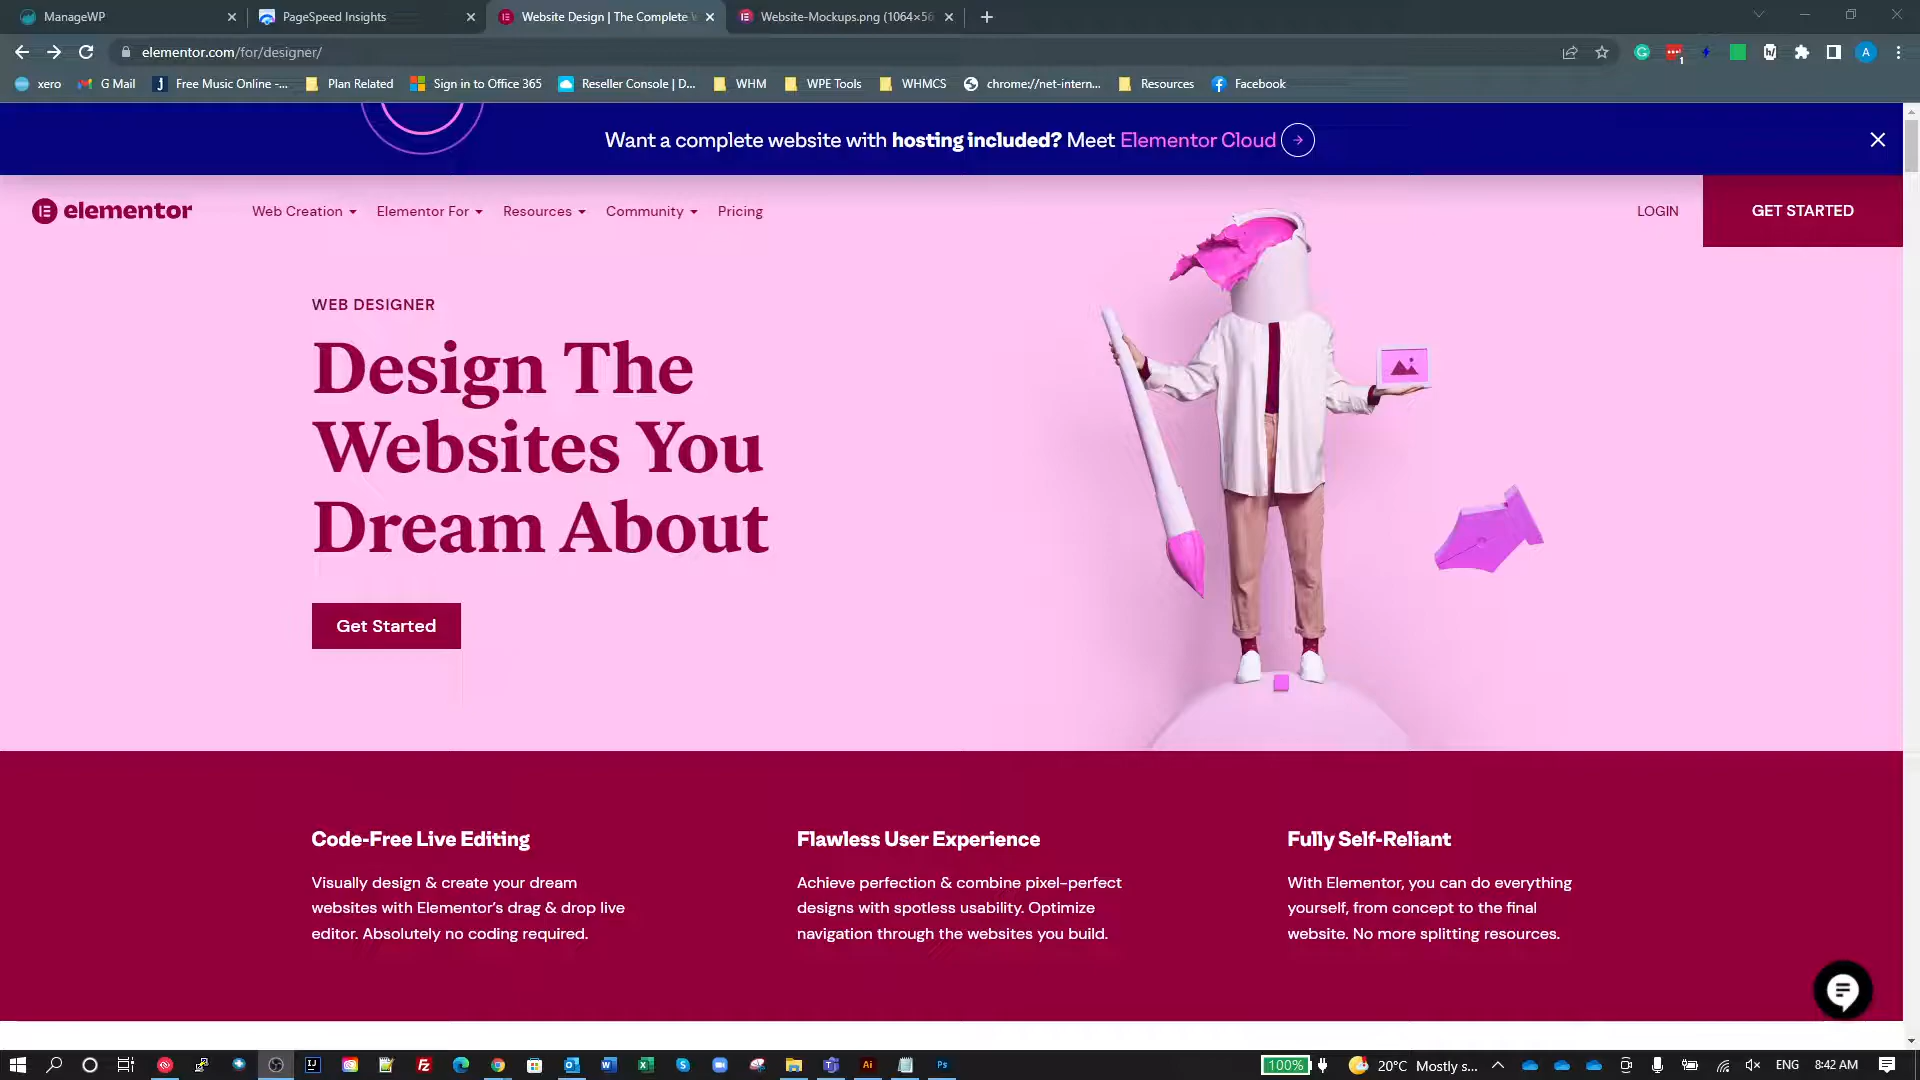 ManageWP
PageSpeed Insights
Website Design | The Complete
Website-Mockups.png (1064×56
elementor.com/for/designer/
xero
G Mail
Free Music Online -...
Plan Related
Sign in to Office 365
Reseller Console | D...
WHM
WPE Tools
WHMCS
chrome://net-intern...
Resources
Facebook
Want a complete website with hosting included? Meet Elementor Cloud
elementor
Web Creation
Elementor For
Resources
Community
Pricing
LOGIN
GET STARTED
WEB DESIGNER
Design The
Websites You
Dream About
Get Started
Code-Free Live Editing
Visually design & create your dream
websites with Elementor's drag & drop live
editor. Absolutely no coding required.
Flawless User Experience
Achieve perfection & combine pixel-perfect
designs with spotless usability. Optimize
navigation through the websites you build.
Fully Self-Reliant
With Elementor, you can do everything
yourself, from concept to the final
website. No more splitting resources.
100%
20°C Mostly s...
ENG
8:42 AM